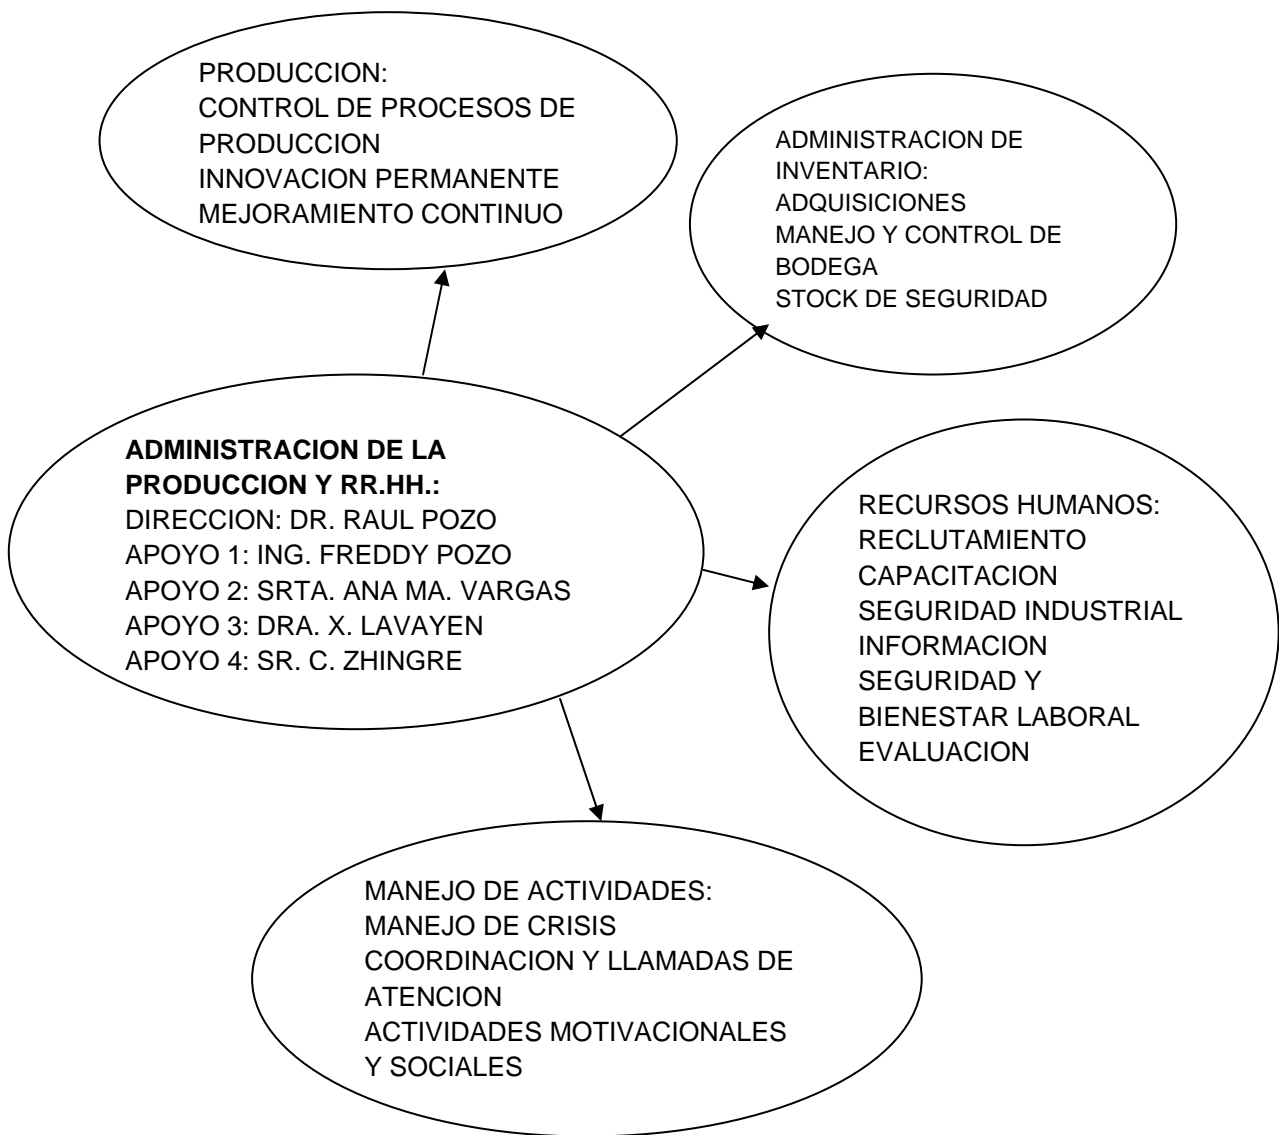 PRODUCCION:
CONTROL DE PROCESOS DE
PRODUCCION
INNOVACION PERMANENTE
MEJORAMIENTO CONTINUO
ADMINISTRACION DE
INVENTARIO:
ADQUISICIONES
MANEJO Y CONTROL DE
BODEGA
STOCK DE SEGURIDAD
ADMINISTRACION DE LA
PRODUCCION Y RR.HH.:
DIRECCION: DR. RAUL POZO
APOYO 1: ING. FREDDY POZO
APOYO 2: SRTA. ANA MA. VARGAS
APOYO 3: DRA. X. LAVAYEN
APOYO 4: SR. C. ZHINGRE
RECURSOS HUMANOS:
RECLUTAMIENTO
CAPACITACION
SEGURIDAD INDUSTRIAL
INFORMACION
SEGURIDAD Y
BIENESTAR LABORAL
EVALUACION
MANEJO DE ACTIVIDADES:
MANEJO DE CRISIS
COORDINACION Y LLAMADAS DE
ATENCION
ACTIVIDADES MOTIVACIONALES
Y SOCIALES